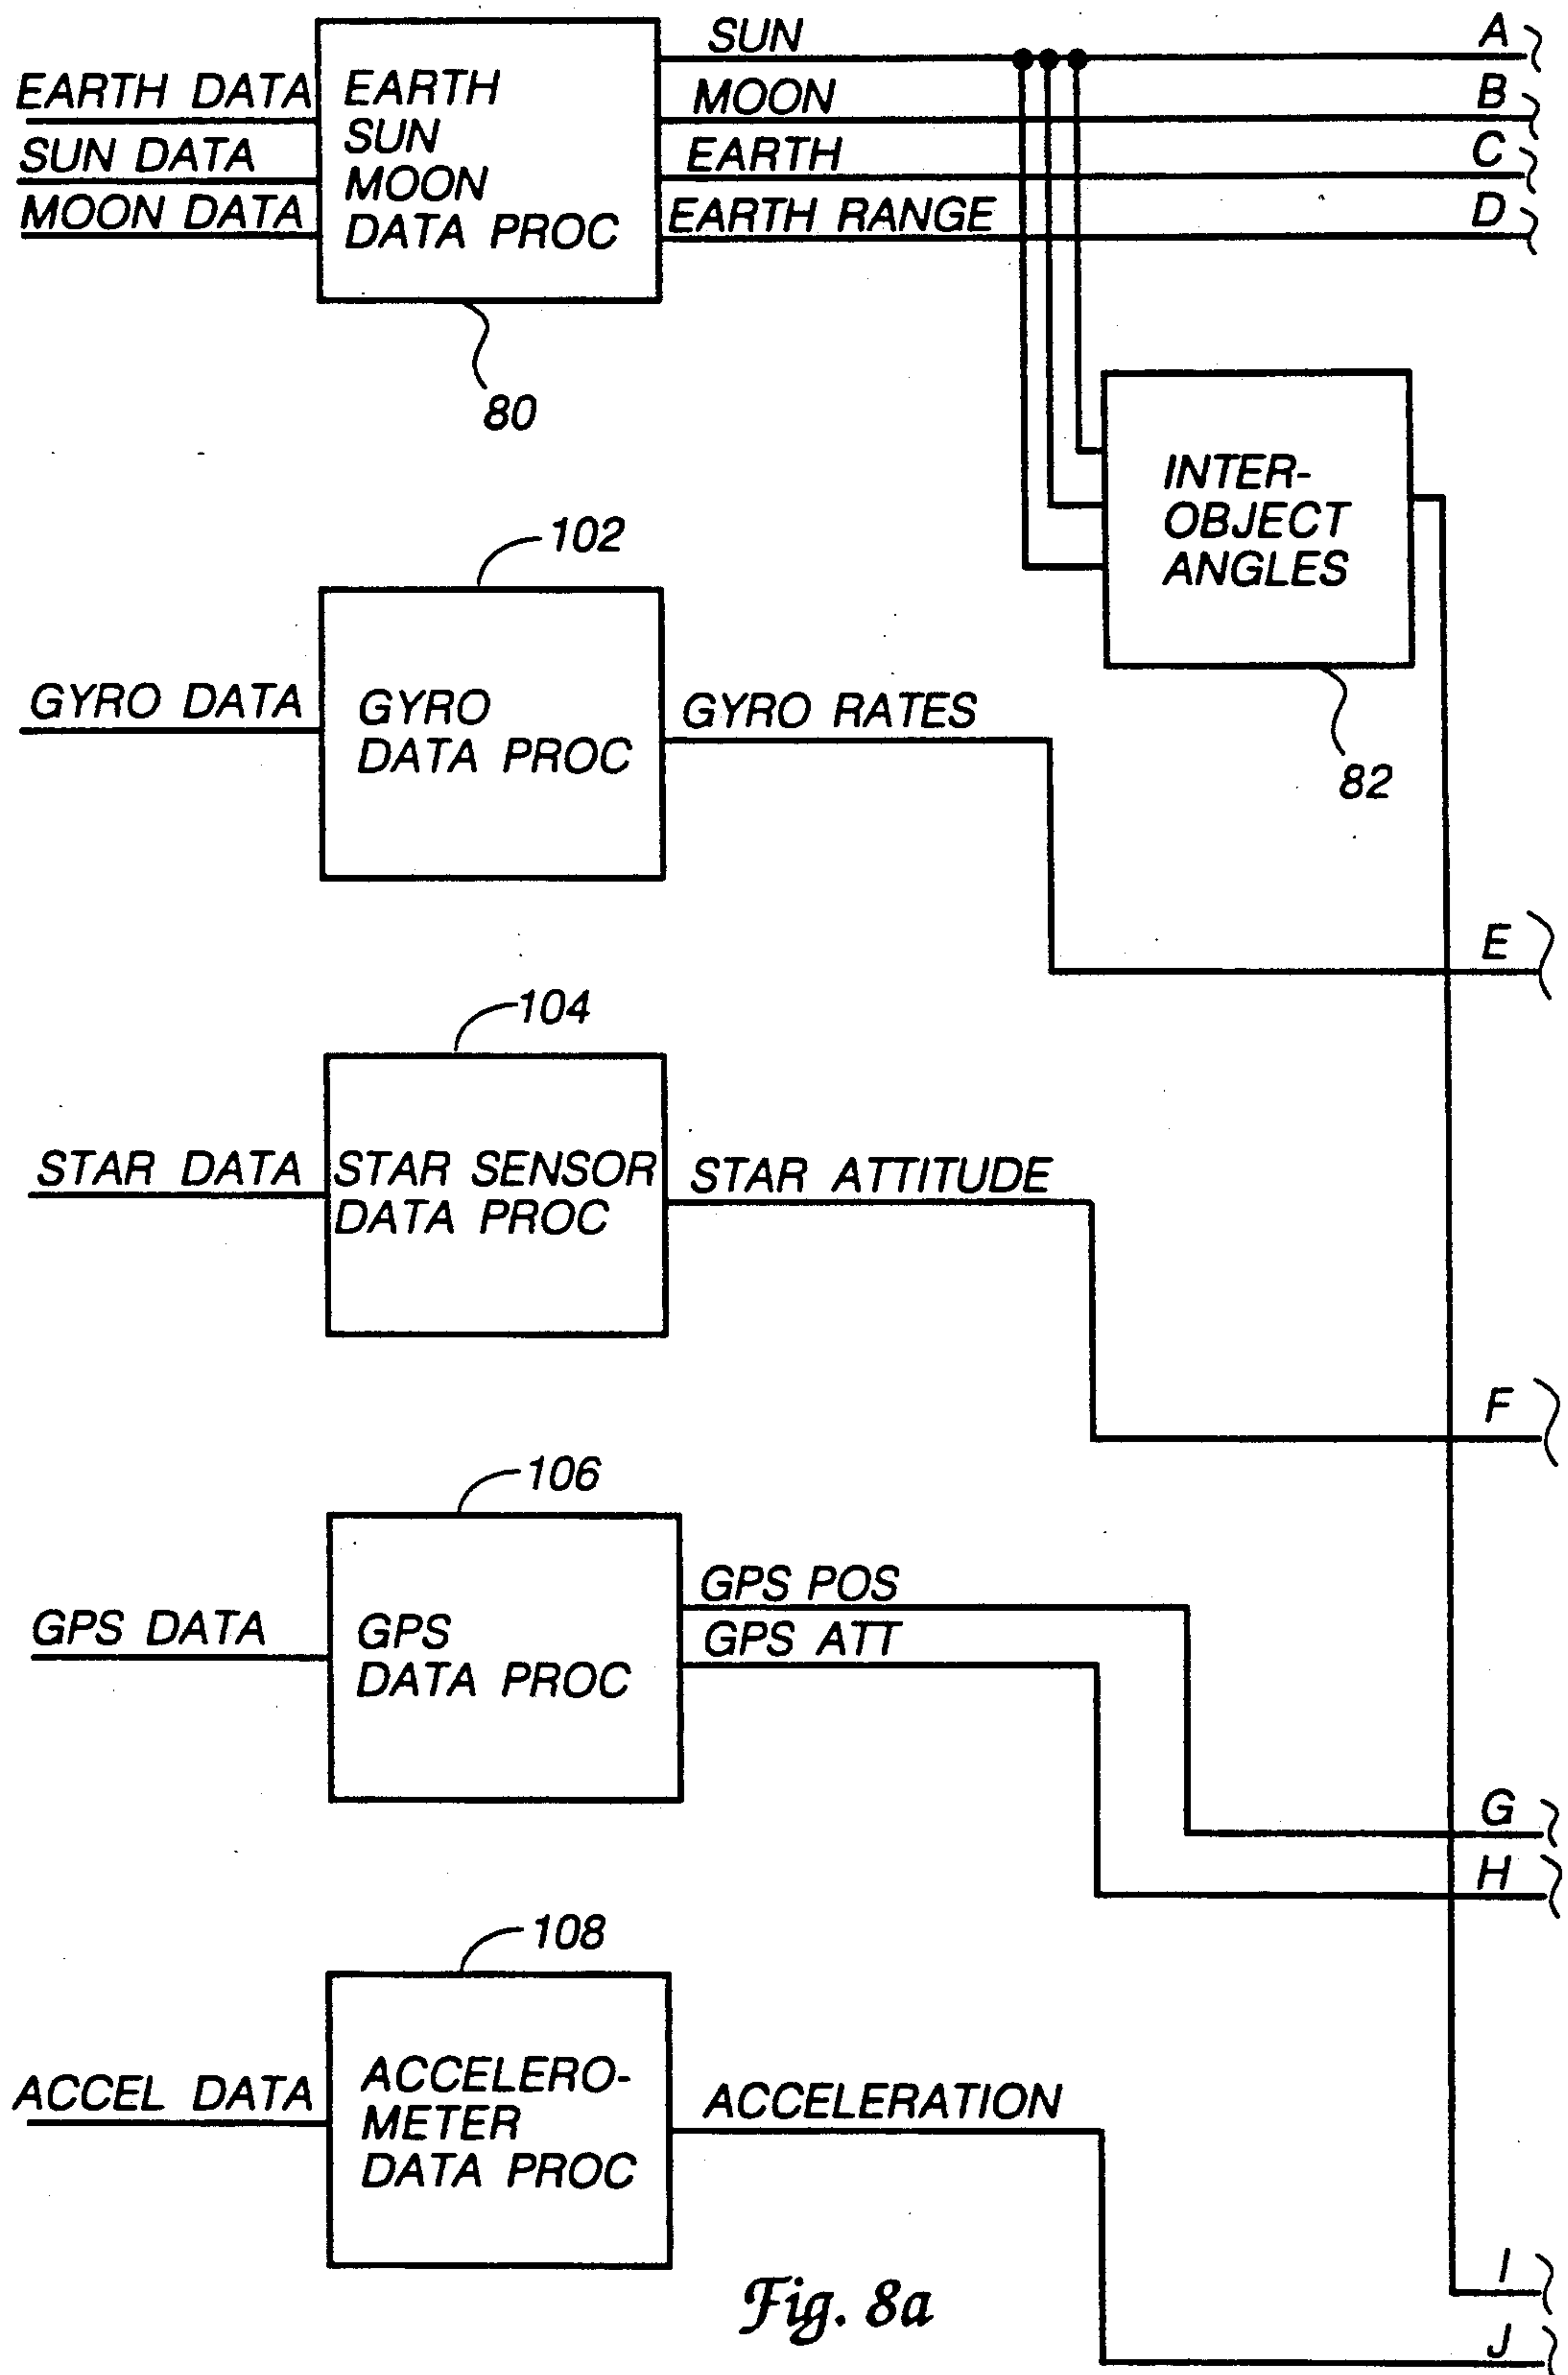 SUN
A
EARTH DATA
EARTH
SUN
MOON
DATA PROC
MOON
B
SUN DATA
EARTH
C
MOON DATA
EARTH RANGE
D
80
INTER-
OBJECT
ANGLES
82
102
GYRO DATA
GYRO
DATA PROC
GYRO RATES
E
104
STAR DATA
STAR SENSOR
DATA PROC
STAR ATTITUDE
F
106
GPS DATA
GPS
DATA PROC
GPS POS
GPS ATT
G
H
108
ACCEL DATA
ACCELERO-
METER
DATA PROC
ACCELERATION
I
J
Fig. 8a